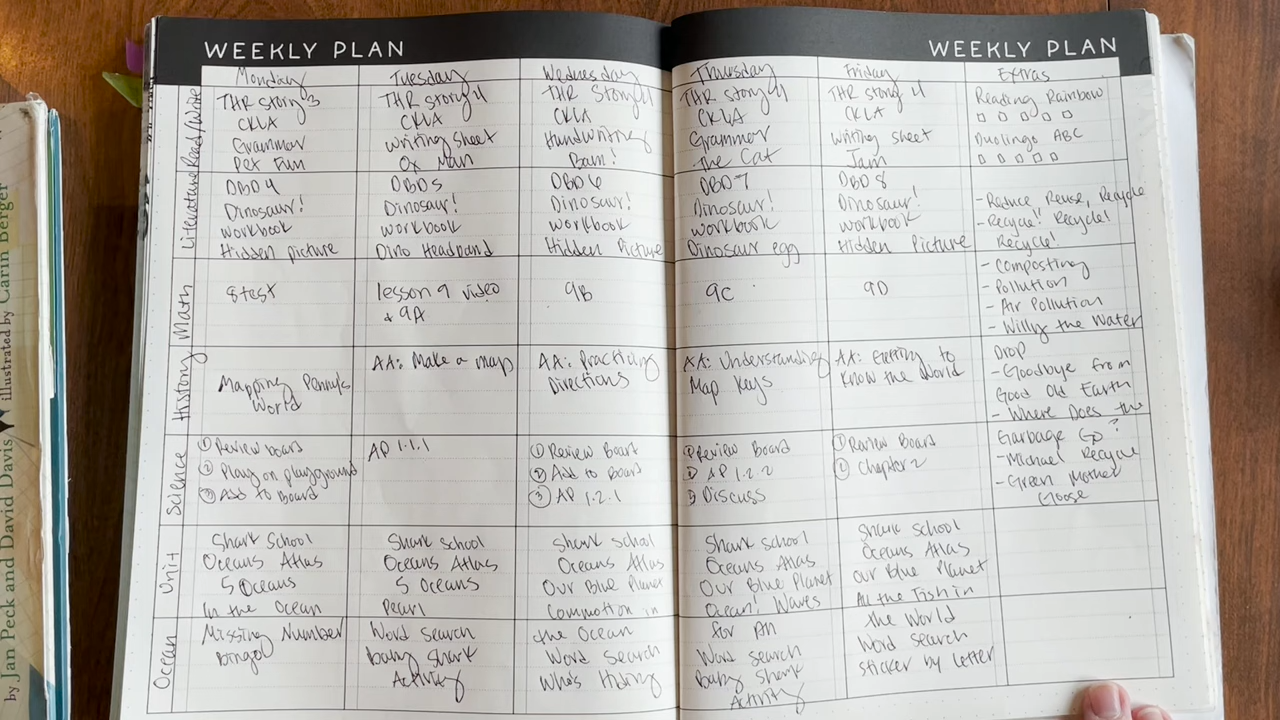 WEEKLY PLAN
WEEKLY PLAN
Monday
Tuesday
Wednesday
Thursday
Friday
Extras
Read/Write
THR story 3
CKLA
Grammar
Pet Fun
THR story 4
CKLA
writing sheet
Ox Man
THR Story 4
CKLA
Handwriting
Bam!
THR story 4
CKLA
Grammar
The Cat
THR story 4
CKLA
writing sheet
Jam
Reading Rainbow
Duolingo ABC
Literature
DBD 4
Dinosaur!
workbook
Hidden picture
DBD 5
Dinosaur!
workbook
Dino Headband
DBD 6
Dinosaur!
workbook
Hidden Picture
DBD 7
Dinosaur!
workbook
Dinosaur egg
DBD 8
Dinosaur!
workbook
Hidden Picture
- Reduce Reuse, Recycle
- Recycle! Recycle!
Recycle!
Math
8 test
lesson 9 video
+ 9A
9B
9C
9D
- Composting
- Pollution
- Air Pollution
- Willy the Water
History
Mapping Penny's
World
AA: Make a map
AA: Practicing
Directions
AA: Understanding
Map Keys
AA: Getting to
Know the World
Drop
- Goodbye from
Good Old Earth
- Where Does the
Science
① Review board
② Play on playground
③ Add to Board
AP 1.1.1
① Review Board
② Add to Board
③ AP 1.2.1
① Review Board
② AP 1.2.2
③ Discuss
① Review Board
② Chapter 2
Garbage Go?
- Michael Recycle
- Green Mother
Goose
Unit
Shark School
Oceans Atlas
5 Oceans
In the Ocean
Shark School
Oceans Atlas
5 Oceans
Pearl
Shark school
Oceans Atlas
Our Blue Planet
Commotion in
Shark school
Oceans Atlas
Our Blue Planet
Ocean! Waves
Shark school
Oceans Atlas
Our Blue Planet
All the Fish in
Ocean
Missing Number
Bingo
Word search
Baby Shark
Activity
the Ocean
Word search
Who's Hiding
for All
Word search
Baby Shark
Activity
the World
Word search
sticker by letter
by Jan Peck and David Davis
illustrated by Carin Berger